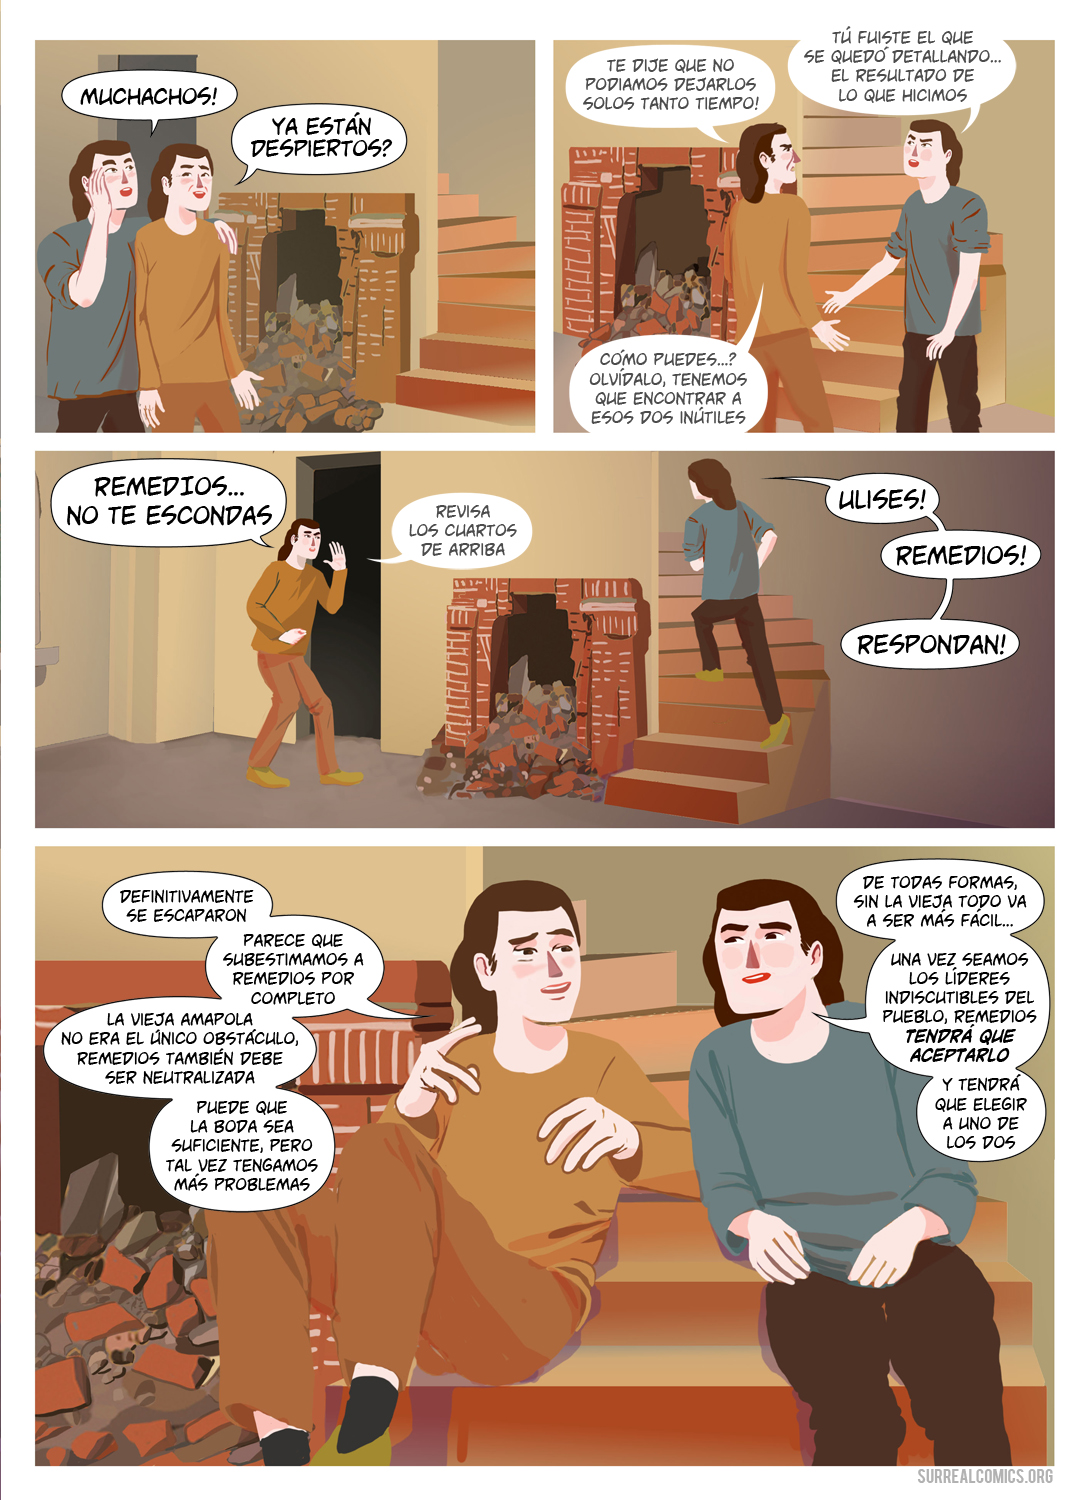 MUCHACHOS!
YA ESTÁN
DESPIERTOS?
TE DIJE QUE NO
PODIAMOS DEJARLOS
SOLOS TANTO TIEMPO!
TÚ FUISTE EL QUE
SE QUEDÓ DETALLANDO...
EL RESULTADO DE
LO QUE HICIMOS
CÓMO PUEDES...?
OLVÍDALO, TENEMOS
QUE ENCONTRAR A
ESOS DOS INÚTILES
REMEDIOS...
NO TE ESCONDAS
REVISA
LOS CUARTOS
DE ARRIBA
ULISES!
REMEDIOS!
RESPONDAN!
DEFINITIVAMENTE
SE ESCAPARON
PARECE QUE
SUBESTIMAMOS A
REMEDIOS POR
COMPLETO
LA VIEJA AMAPOLA
NO ERA EL ÚNICO OBSTÁCULO,
REMEDIOS TAMBIÉN DEBE
SER NEUTRALIZADA
PUEDE QUE
LA BODA SEA
SUFICIENTE, PERO
TAL VEZ TENGAMOS
MÁS PROBLEMAS
DE TODAS FORMAS,
SIN LA VIEJA TODO VA
A SER MÁS FÁCIL...
UNA VEZ SEAMOS
LOS LÍDERES
INDISCUTIBLES DEL
PUEBLO, REMEDIOS
TENDRÁ QUE
ACEPTARLO
Y TENDRÁ
QUE ELEGIR
A UNO DE
LOS DOS
SURREALCOMICS.ORG